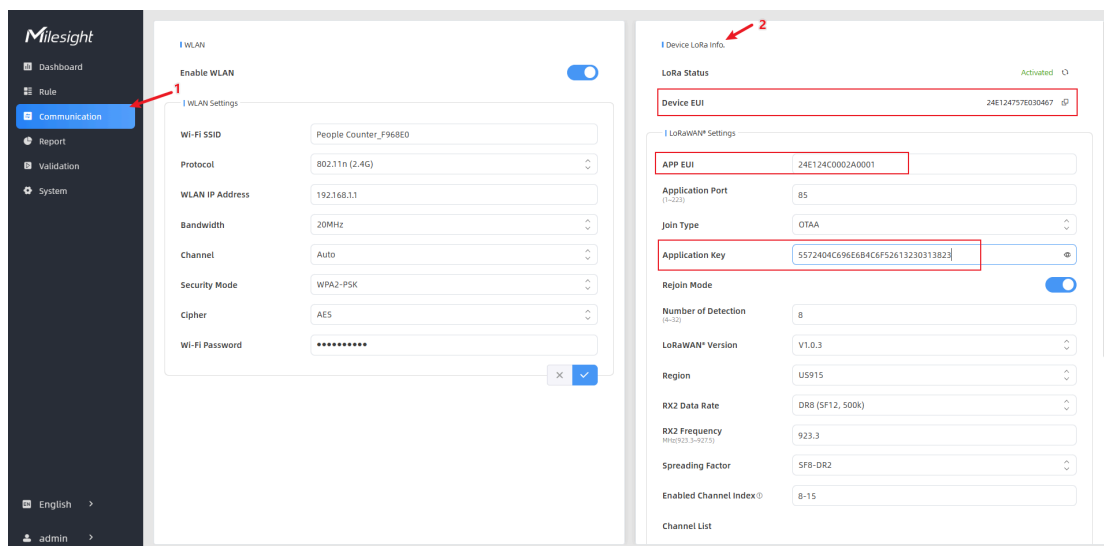 Milesight
Dashboard
Rule
Communication
Report
Validation
System
English
admin
1
WLAN
Enable WLAN
WLAN Settings
Wi-Fi SSID People Counter_F968E0
Protocol 802.11n (2.4G)
WLAN IP Address 192.168.1.1
Bandwidth 20MHz
Channel Auto
Security Mode WPA2-PSK
Cipher AES
Wi-Fi Password ••••••••••
2
Device LoRa Info.
LoRa Status Activated
Device EUI 24E124757E030467
LoRaWAN® Settings
APP EUI 24E124C0002A0001
Application Port 85
(1~223)
Join Type OTAA
Application Key 5572404C696E6B4C6F52613230313823
Rejoin Mode
Number of Detection 8
(4~32)
LoRaWAN® Version V1.0.3
Region US915
RX2 Data Rate DR8 (SF12, 500k)
RX2 Frequency 923.3
MHz(923.3~927.5)
Spreading Factor SF8-DR2
Enabled Channel Index 8-15
Channel List